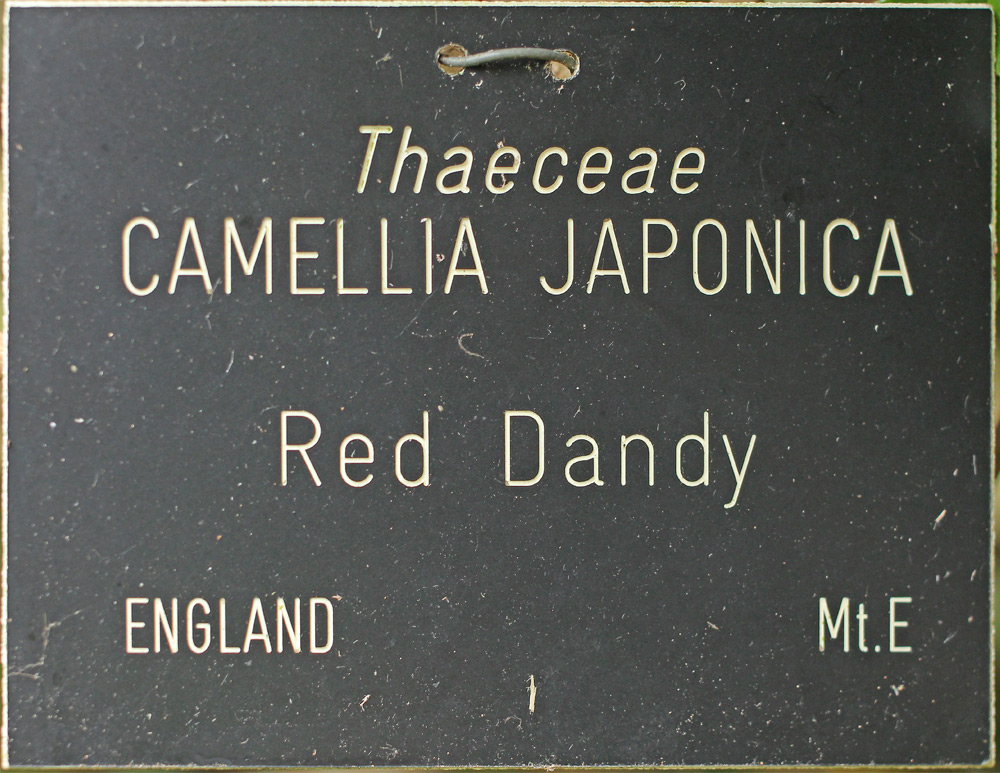 Thaeceae
CAMELLIA JAPONICA
Red Dandy
ENGLAND Mt.E